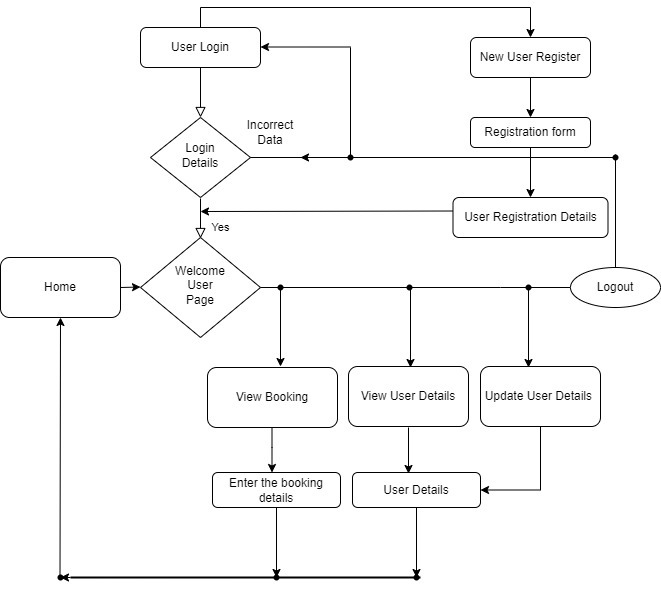 User Login
New User Register
Incorrect
Data
Registration form
Login
Details
User Registration Details
Yes
Welcome
User
Page
Home
Logout
View Booking
View User Details
Update User Details
Enter the booking
details
User Details